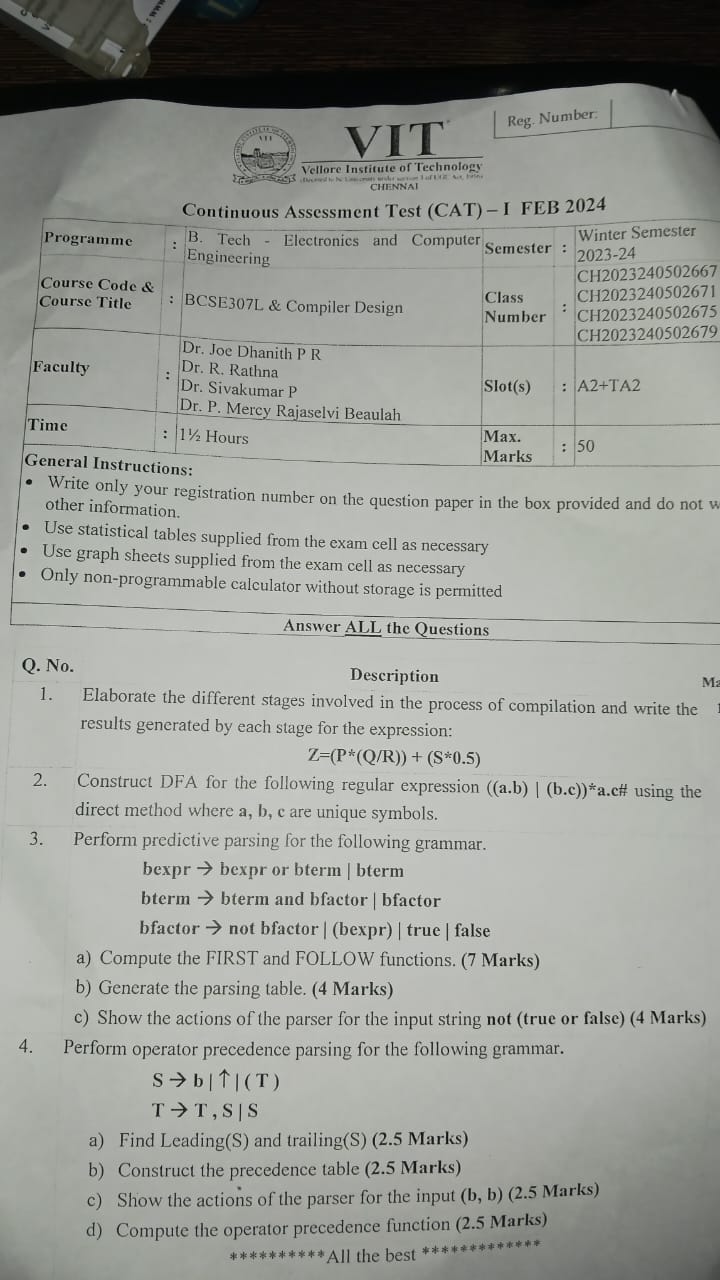 Reg. Number:
VIT
Vellore Institute of Technology
(Deemed to be University under section 3 of UGC Act, 1956)
CHENNAI
Continuous Assessment Test (CAT) – I FEB 2024
Programme : B. Tech - Electronics and Computer Engineering Semester : Winter Semester 2023-24
Course Code & Course Title : BCSE307L & Compiler Design Class Number : CH2023240502667
CH2023240502671
CH2023240502675
CH2023240502679
Faculty : Dr. Joe Dhanith P R
Dr. R. Rathna
Dr. Sivakumar P
Dr. P. Mercy Rajaselvi Beaulah
Slot(s) : A2+TA2
Time : 1½ Hours Max. Marks : 50
General Instructions:
• Write only your registration number on the question paper in the box provided and do not w
other information.
• Use statistical tables supplied from the exam cell as necessary
• Use graph sheets supplied from the exam cell as necessary
• Only non-programmable calculator without storage is permitted
Answer ALL the Questions
Q. No. Description Ma
1. Elaborate the different stages involved in the process of compilation and write the
results generated by each stage for the expression:
Z=(P*(Q/R)) + (S*0.5)
2. Construct DFA for the following regular expression ((a.b) | (b.c))*a.c# using the
direct method where a, b, c are unique symbols.
3. Perform predictive parsing for the following grammar.
bexpr → bexpr or bterm | bterm
bterm → bterm and bfactor | bfactor
bfactor → not bfactor | (bexpr) | true | false
a) Compute the FIRST and FOLLOW functions. (7 Marks)
b) Generate the parsing table. (4 Marks)
c) Show the actions of the parser for the input string not (true or false) (4 Marks)
4. Perform operator precedence parsing for the following grammar.
S → b | ↑ | ( T )
T → T , S | S
a) Find Leading(S) and trailing(S) (2.5 Marks)
b) Construct the precedence table (2.5 Marks)
c) Show the actions of the parser for the input (b, b) (2.5 Marks)
d) Compute the operator precedence function (2.5 Marks)
**********All the best *************